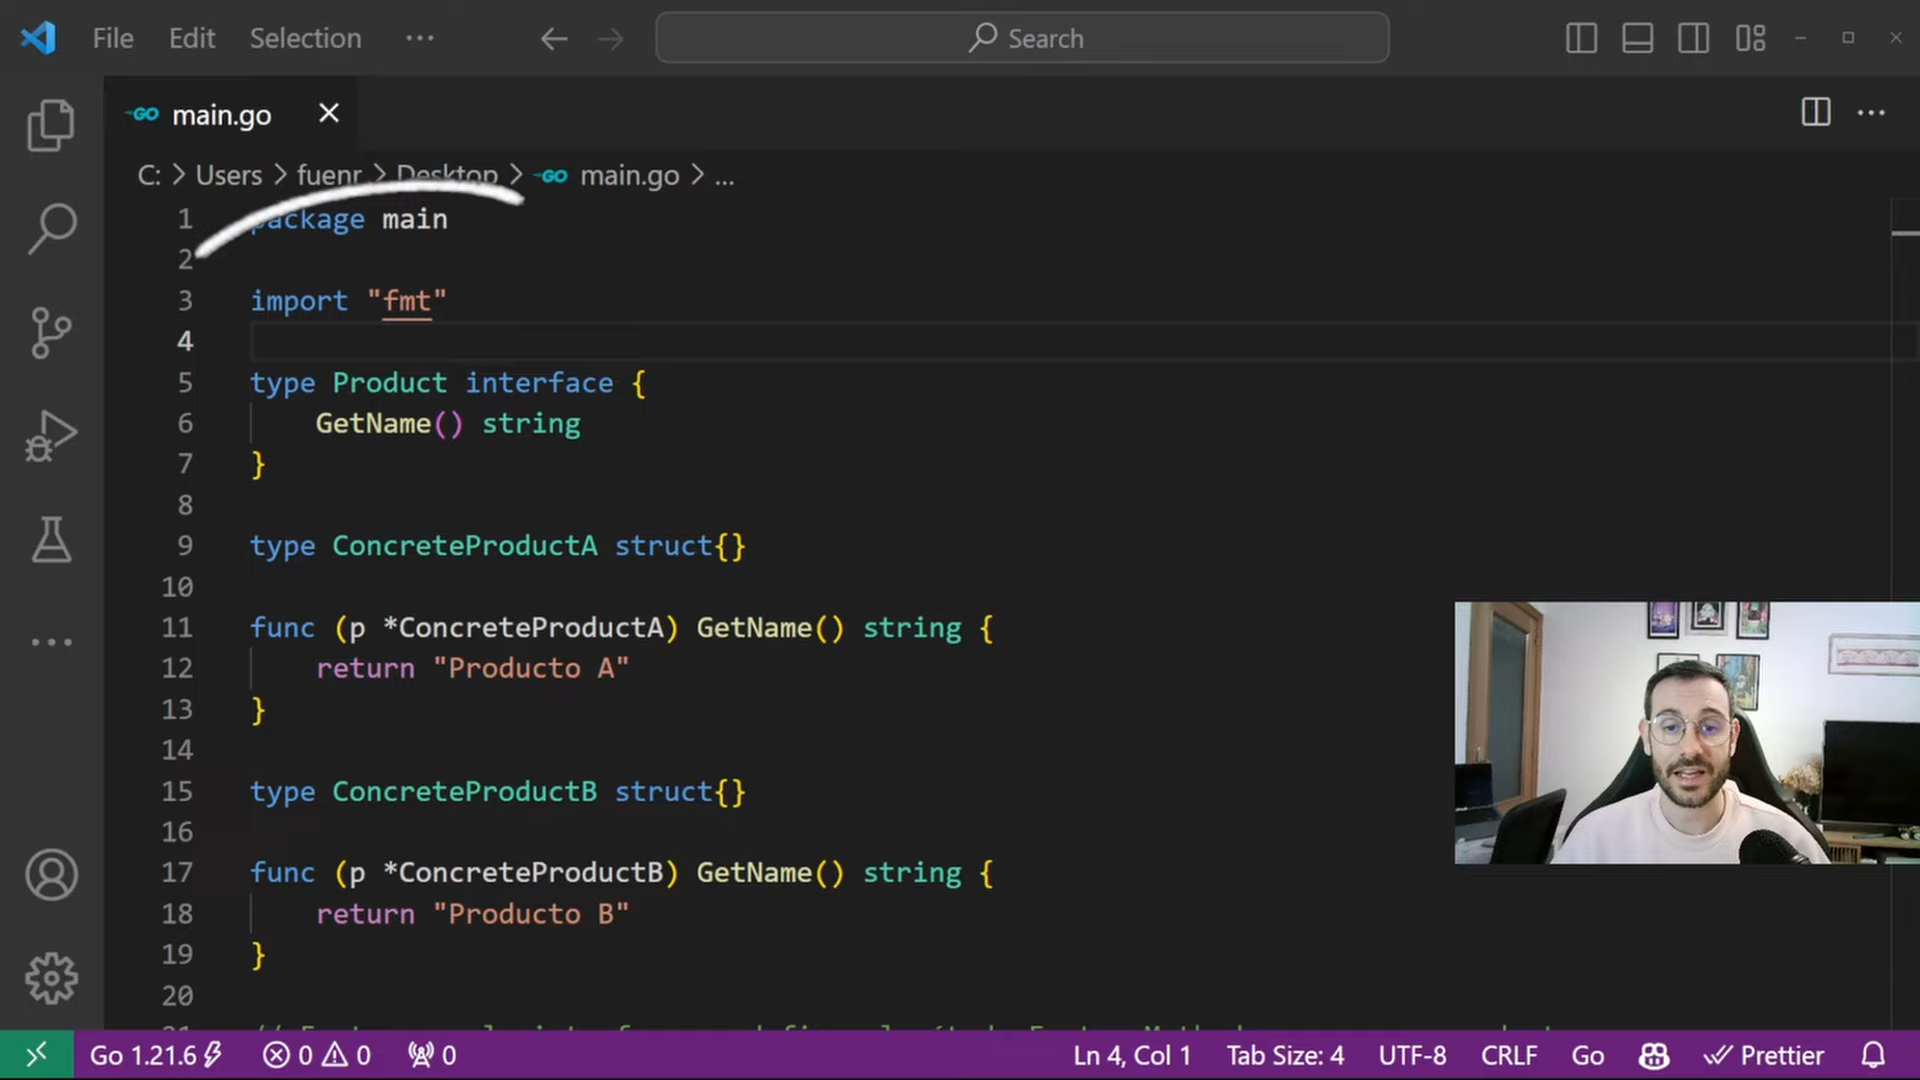 File Edit Selection ... Search
GO main.go
C: > Users > fuenr > Desktop > GO main.go > ...
1 package main
2
3 import "fmt"
4
5 type Product interface {
6 GetName() string
7 }
8
9 type ConcreteProductA struct{}
10
11 func (p *ConcreteProductA) GetName() string {
12 return "Producto A"
13 }
14
15 type ConcreteProductB struct{}
16
17 func (p *ConcreteProductB) GetName() string {
18 return "Producto B"
19 }
20
Go 1.21.6 0 0 0 Ln 4, Col 1 Tab Size: 4 UTF-8 CRLF Go Prettier